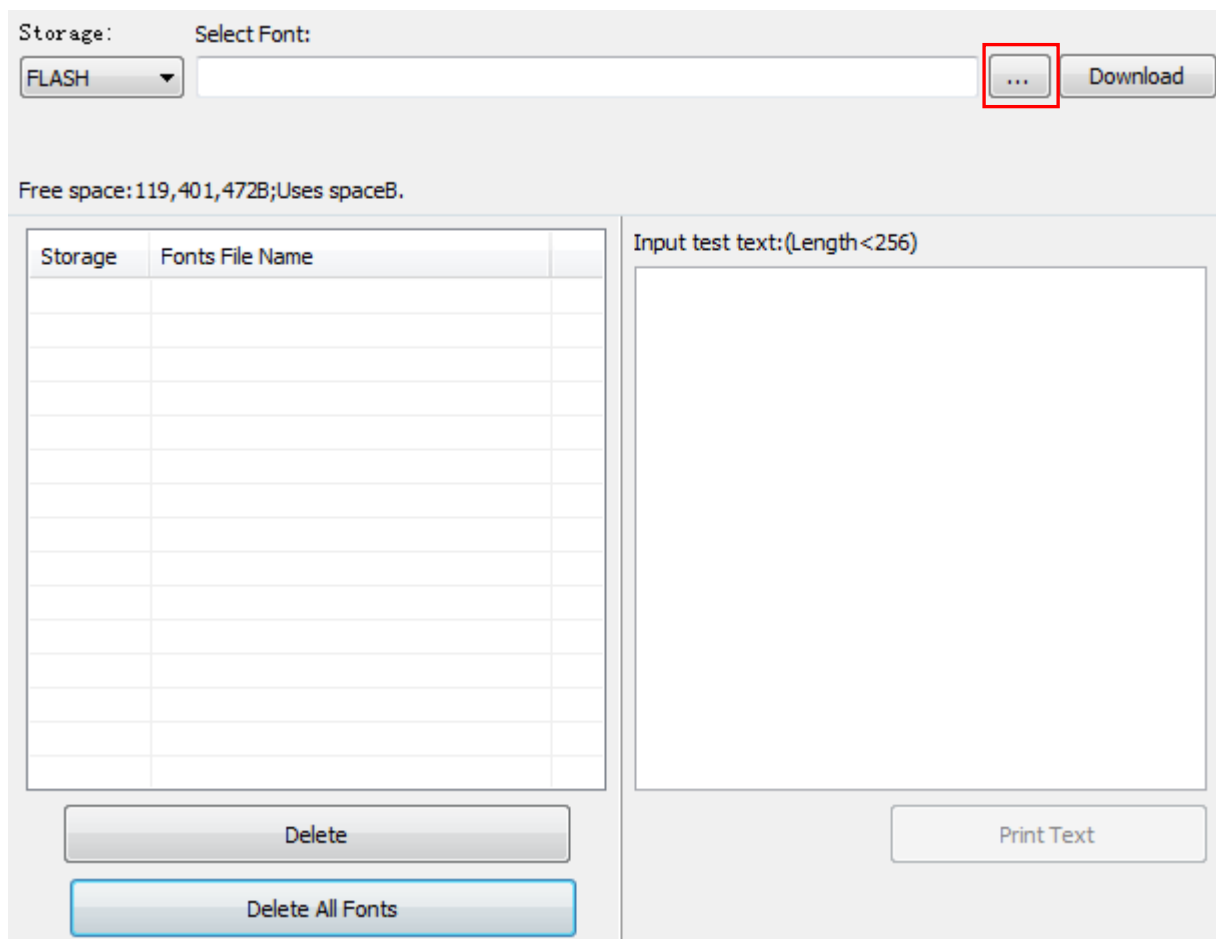 Storage: Select Font:
FLASH ... Download
Free space:119,401,472B;Uses spaceB.
Storage Fonts File Name
Input test text:(Length<256)
Delete
Print Text
Delete All Fonts